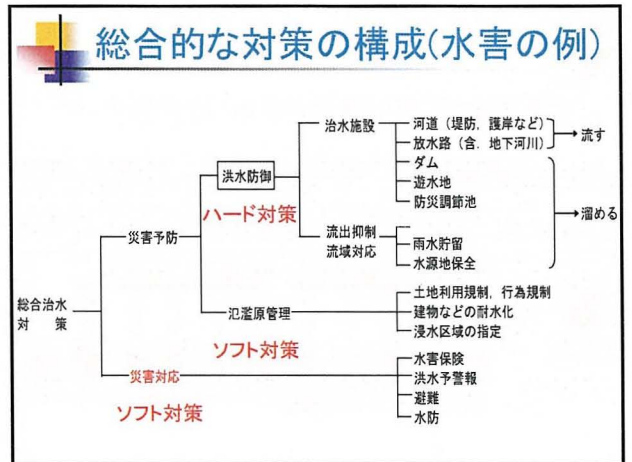 総合的な対策の構成(水害の例)
治水施設
河道（堤防，護岸など）
放水路（含．地下河川）
→流す
ダム
遊水地
防災調節池
→溜める
洪水防御
ハード対策
流出抑制
流域対応
雨水貯留
水源地保全
災害予防
総合治水
対　策
氾濫原管理
土地利用規制，行為規制
建物などの耐水化
浸水区域の指定
ソフト対策
災害対応
水害保険
洪水予警報
避難
水防
ソフト対策